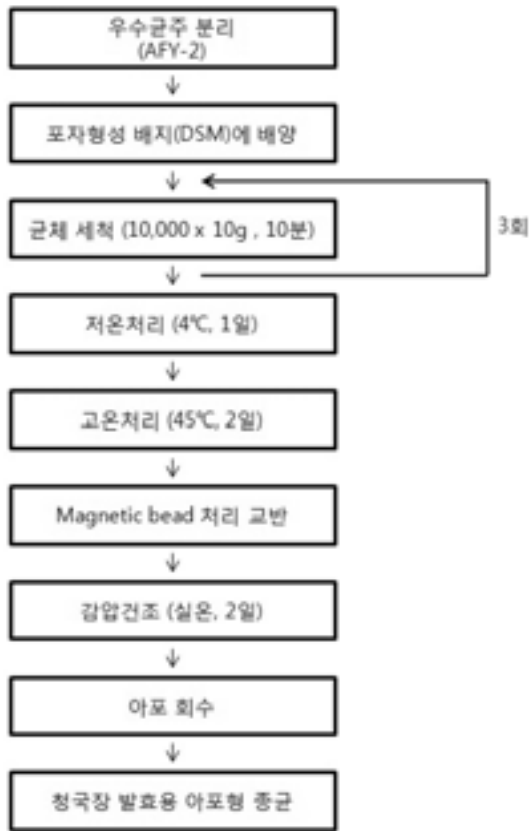 우수균주 분리
(AFY-2)
포자형성 배지(DSM)에 배양
균체 세척 (10,000 x 10g , 10분)
3회
저온처리 (4℃, 1일)
고온처리 (45℃, 2일)
Magnetic bead 처리 교반
감압건조 (실온, 2일)
아포 회수
청국장 발효용 아포형 종균